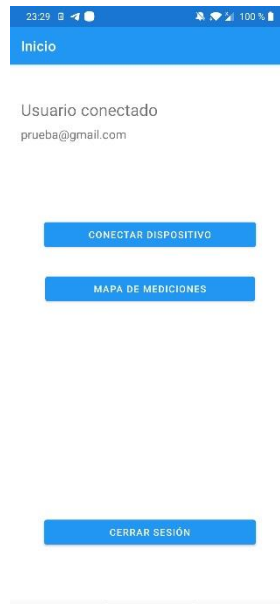 23:29 100 %
Inicio
Usuario conectado
prueba@gmail.com
CONECTAR DISPOSITIVO
MAPA DE MEDICIONES
CERRAR SESIÓN